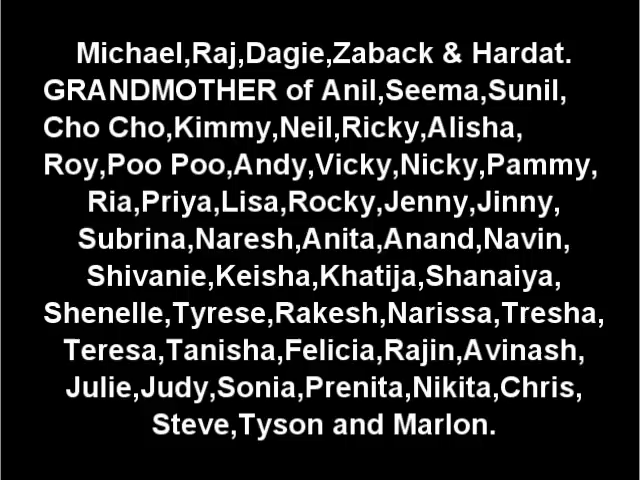 Michael,Raj,Dagie,Zaback & Hardat.
GRANDMOTHER of Anil,Seema,Sunil,
Cho Cho,Kimmy,Neil,Ricky,Alisha,
Roy,Poo Poo,Andy,Vicky,Nicky,Pammy,
Ria,Priya,Lisa,Rocky,Jenny,Jinny,
Subrina,Naresh,Anita,Anand,Navin,
Shivanie,Keisha,Khatija,Shanaiya,
Shenelle,Tyrese,Rakesh,Narissa,Tresha,
Teresa,Tanisha,Felicia,Rajin,Avinash,
Julie,Judy,Sonia,Prenita,Nikita,Chris,
Steve,Tyson and Marlon.